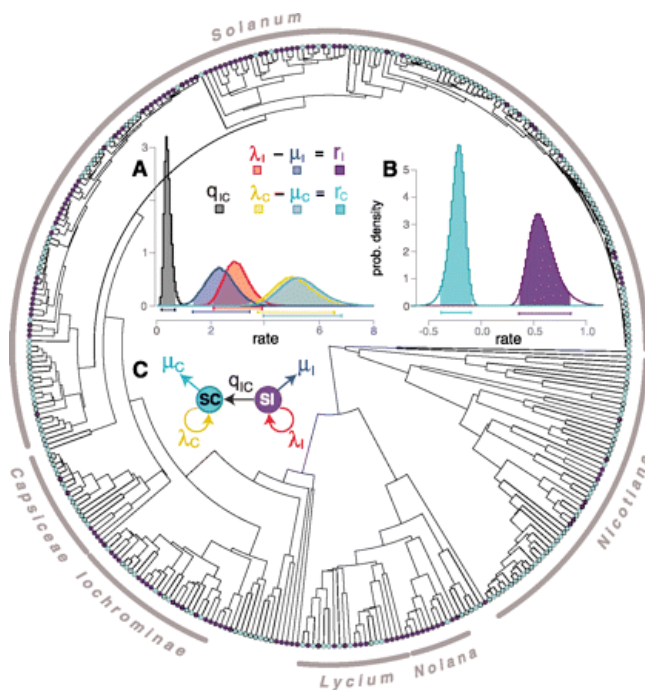 Solanum
A
3
1
0
2
4
6
8
rate
λI – μI = rI
qIC
λC – μC = rC
B
prob. density
5
4
3
2
1
0
-0.5
0.0
0.5
1.0
rate
C
μC
qIC
μI
SC
SI
λC
λI
Capsiceae
Iochrominae
Lycium
Nolana
Nicotiana